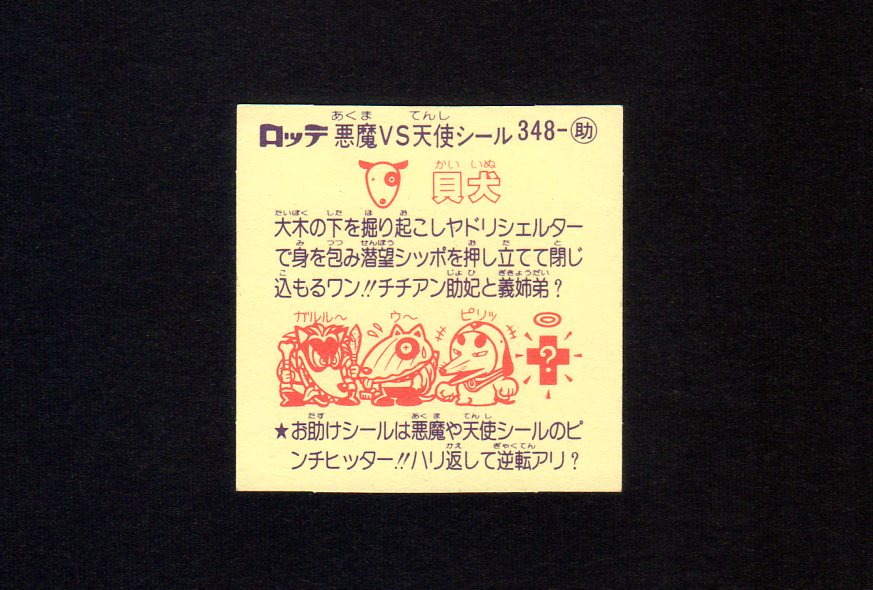 ロッテ 悪魔VS天使シール 348-助
あくま てんし
貝犬
かい いぬ
大木の下を掘り起こしヤドリシェルター
たいぼく した ほ お
で身を包み潜望シッポを押し立てて閉じ
み つつ せんぼう お た と
込もるワン!!チチアン助妃と義姉弟?
こ じょひ ぎきょうだい
ガルル〜 ウ〜 ピリッ
?
★お助けシールは悪魔や天使シールのピ
たす あくま てんし
ンチヒッター!!ハリ返して逆転アリ?
かえ ぎゃくてん